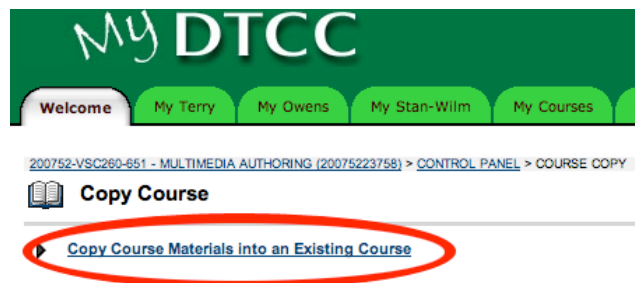 My DTCC
Welcome My Terry My Owens My Stan-Wilm My Courses
200752-VSC260-651 - MULTIMEDIA AUTHORING (20075223758) > CONTROL PANEL > COURSE COPY
Copy Course
Copy Course Materials into an Existing Course